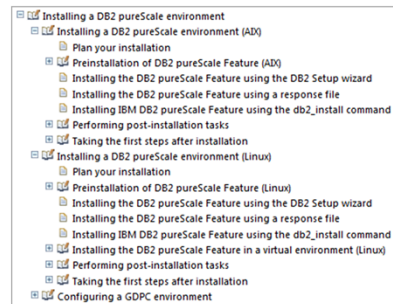 Installing a DB2 pureScale environment
Installing a DB2 pureScale environment (AIX)
Plan your installation
Preinstallation of DB2 pureScale Feature (AIX)
Installing the DB2 pureScale Feature using the DB2 Setup wizard
Installing the DB2 pureScale Feature using a response file
Installing IBM DB2 pureScale Feature using the db2_install command
Performing post-installation tasks
Taking the first steps after installation
Installing a DB2 pureScale environment (Linux)
Plan your installation
Preinstallation of DB2 pureScale Feature (Linux)
Installing the DB2 pureScale Feature using the DB2 Setup wizard
Installing the DB2 pureScale Feature using a response file
Installing IBM DB2 pureScale Feature using the db2_install command
Installing the DB2 pureScale Feature in a virtual environment (Linux)
Performing post-installation tasks
Taking the first steps after installation
Configuring a GDPC environment